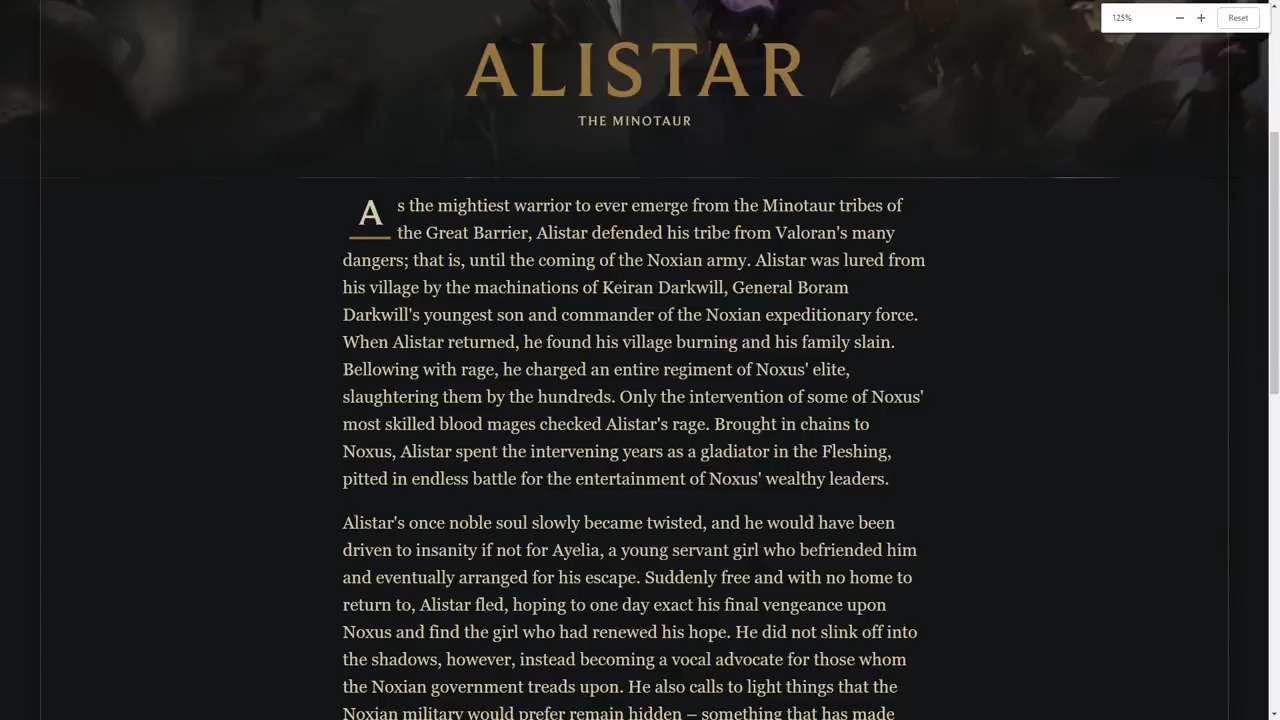 125%
Reset
ALISTAR
THE MINOTAUR
As the mightiest warrior to ever emerge from the Minotaur tribes of
the Great Barrier, Alistar defended his tribe from Valoran's many
dangers; that is, until the coming of the Noxian army. Alistar was lured from
his village by the machinations of Keiran Darkwill, General Boram
Darkwill's youngest son and commander of the Noxian expeditionary force.
When Alistar returned, he found his village burning and his family slain.
Bellowing with rage, he charged an entire regiment of Noxus' elite,
slaughtering them by the hundreds. Only the intervention of some of Noxus'
most skilled blood mages checked Alistar's rage. Brought in chains to
Noxus, Alistar spent the intervening years as a gladiator in the Fleshing,
pitted in endless battle for the entertainment of Noxus' wealthy leaders.
Alistar's once noble soul slowly became twisted, and he would have been
driven to insanity if not for Ayelia, a young servant girl who befriended him
and eventually arranged for his escape. Suddenly free and with no home to
return to, Alistar fled, hoping to one day exact his final vengeance upon
Noxus and find the girl who had renewed his hope. He did not slink off into
the shadows, however, instead becoming a vocal advocate for those whom
the Noxian government treads upon. He also calls to light things that the
Noxian military would prefer remain hidden – something that has made